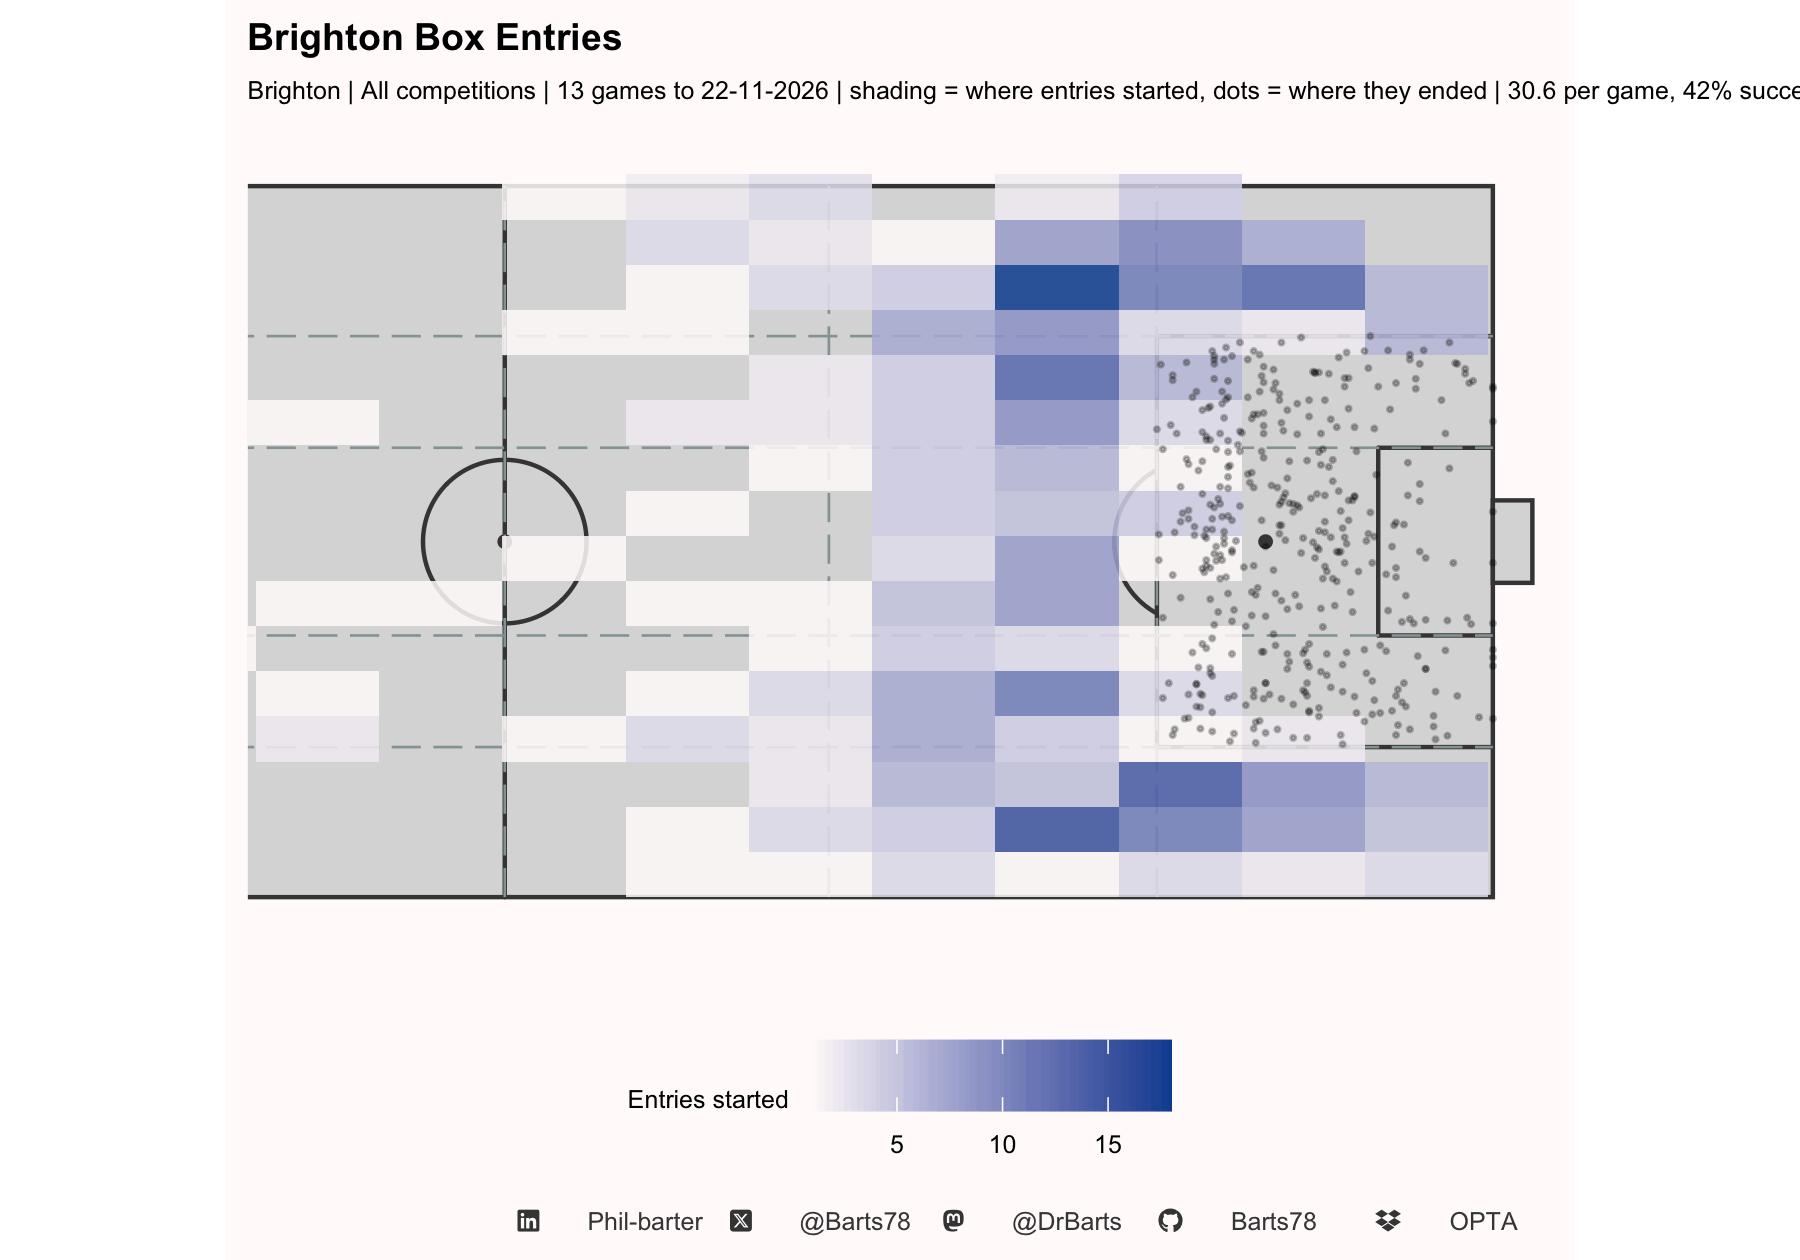 Brighton Box Entries
Brighton | All competitions | 13 games to 22-11-2026 | shading = where entries started, dots = where they ended | 30.6 per game, 42% succe
Entries started
5 10 15
Phil-barter @Barts78 @DrBarts Barts78 OPTA